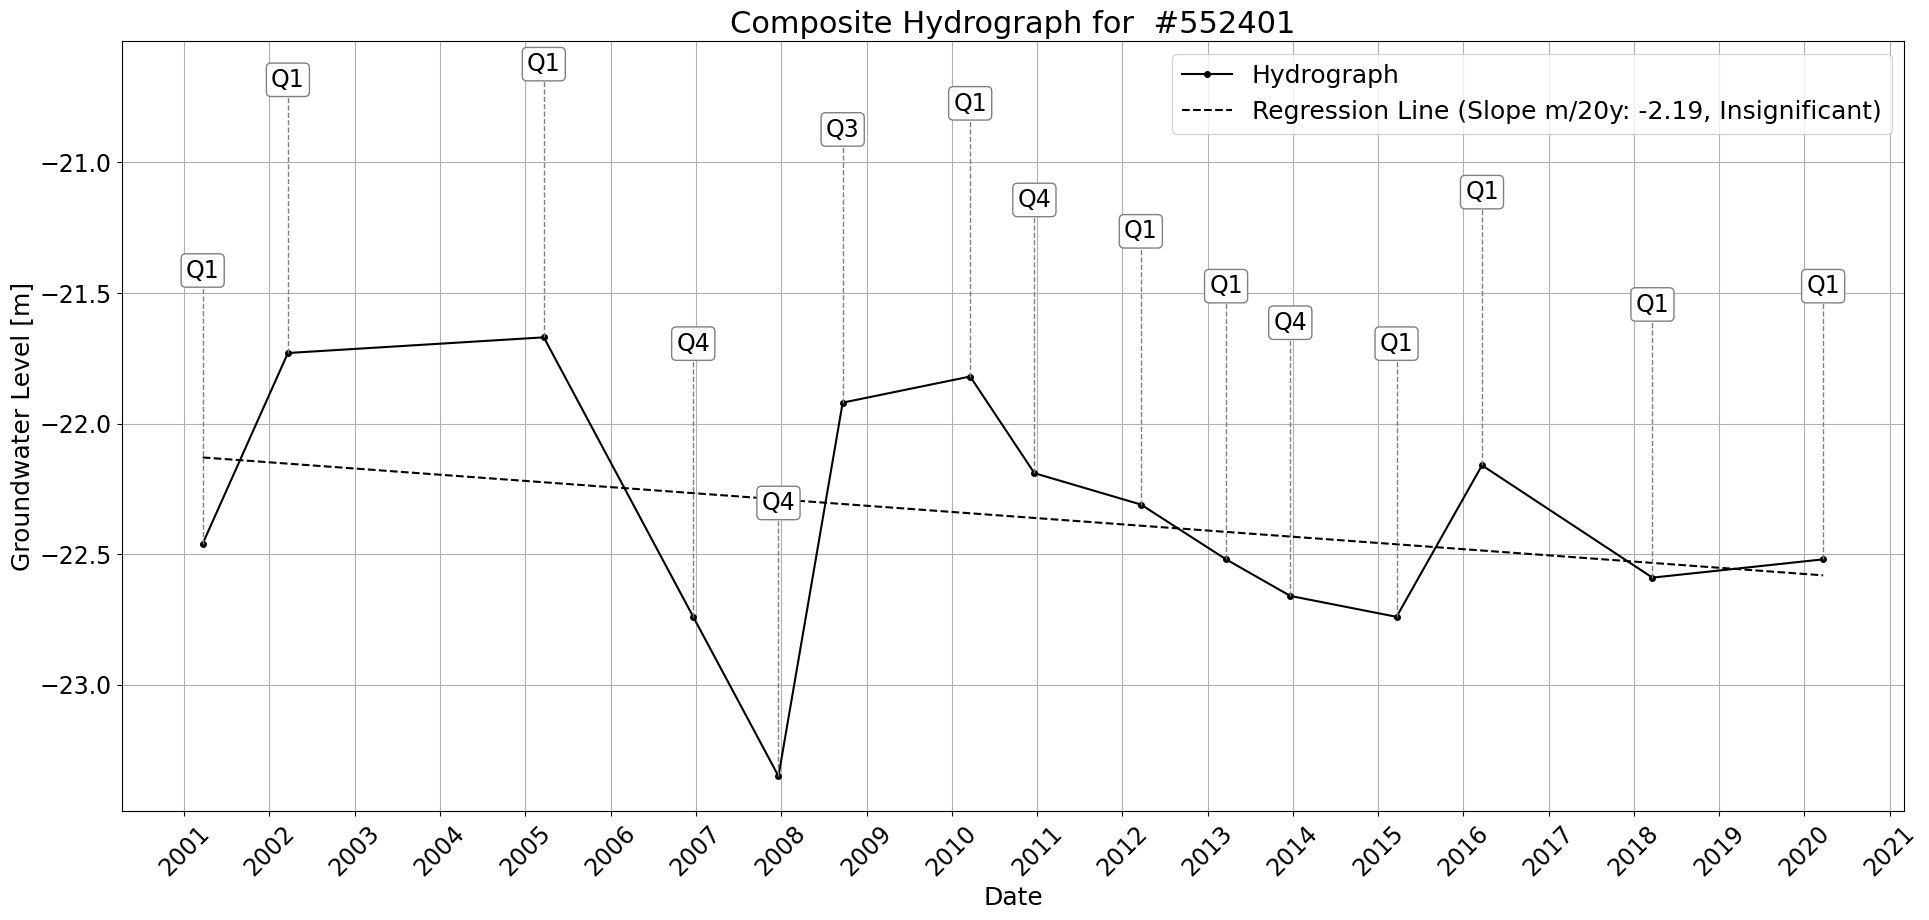 Composite Hydrograph for  #552401
Hydrograph
Regression Line (Slope m/20y: -2.19, Insignificant)
Groundwater Level [m]
−21.0
−21.5
−22.0
−22.5
−23.0
Q1
Q1
Q1
Q4
Q4
Q3
Q1
Q4
Q1
Q1
Q4
Q1
Q1
Q1
Q1
2001
2002
2003
2004
2005
2006
2007
2008
2009
2010
2011
2012
2013
2014
2015
2016
2017
2018
2019
2020
2021
Date